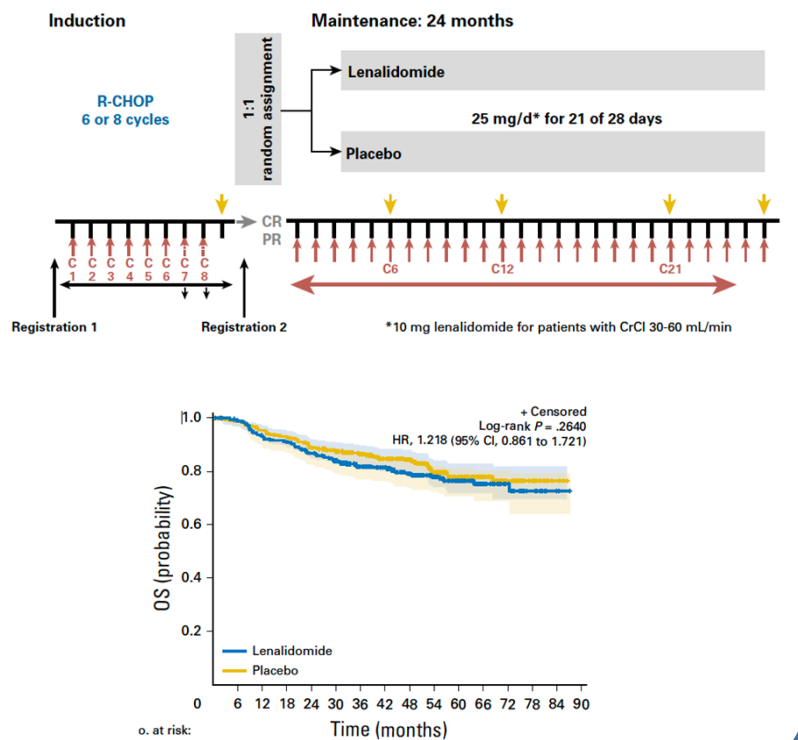 Induction
Maintenance: 24 months
R-CHOP
6 or 8 cycles
1:1
random assignment
Lenalidomide
25 mg/d* for 21 of 28 days
Placebo
CR
PR
C C C C C C C C
1 2 3 4 5 6 7 8
C6 C12 C21
Registration 1
Registration 2
*10 mg lenalidomide for patients with CrCl 30-60 mL/min
+ Censored
Log-rank P = .2640
HR, 1.218 (95% CI, 0.861 to 1.721)
1.0
0.8
0.6
0.4
0.2
OS (probability)
Lenalidomide
Placebo
0 6 12 18 24 30 36 42 48 54 60 66 72 78 84 90
o. at risk:
Time (months)